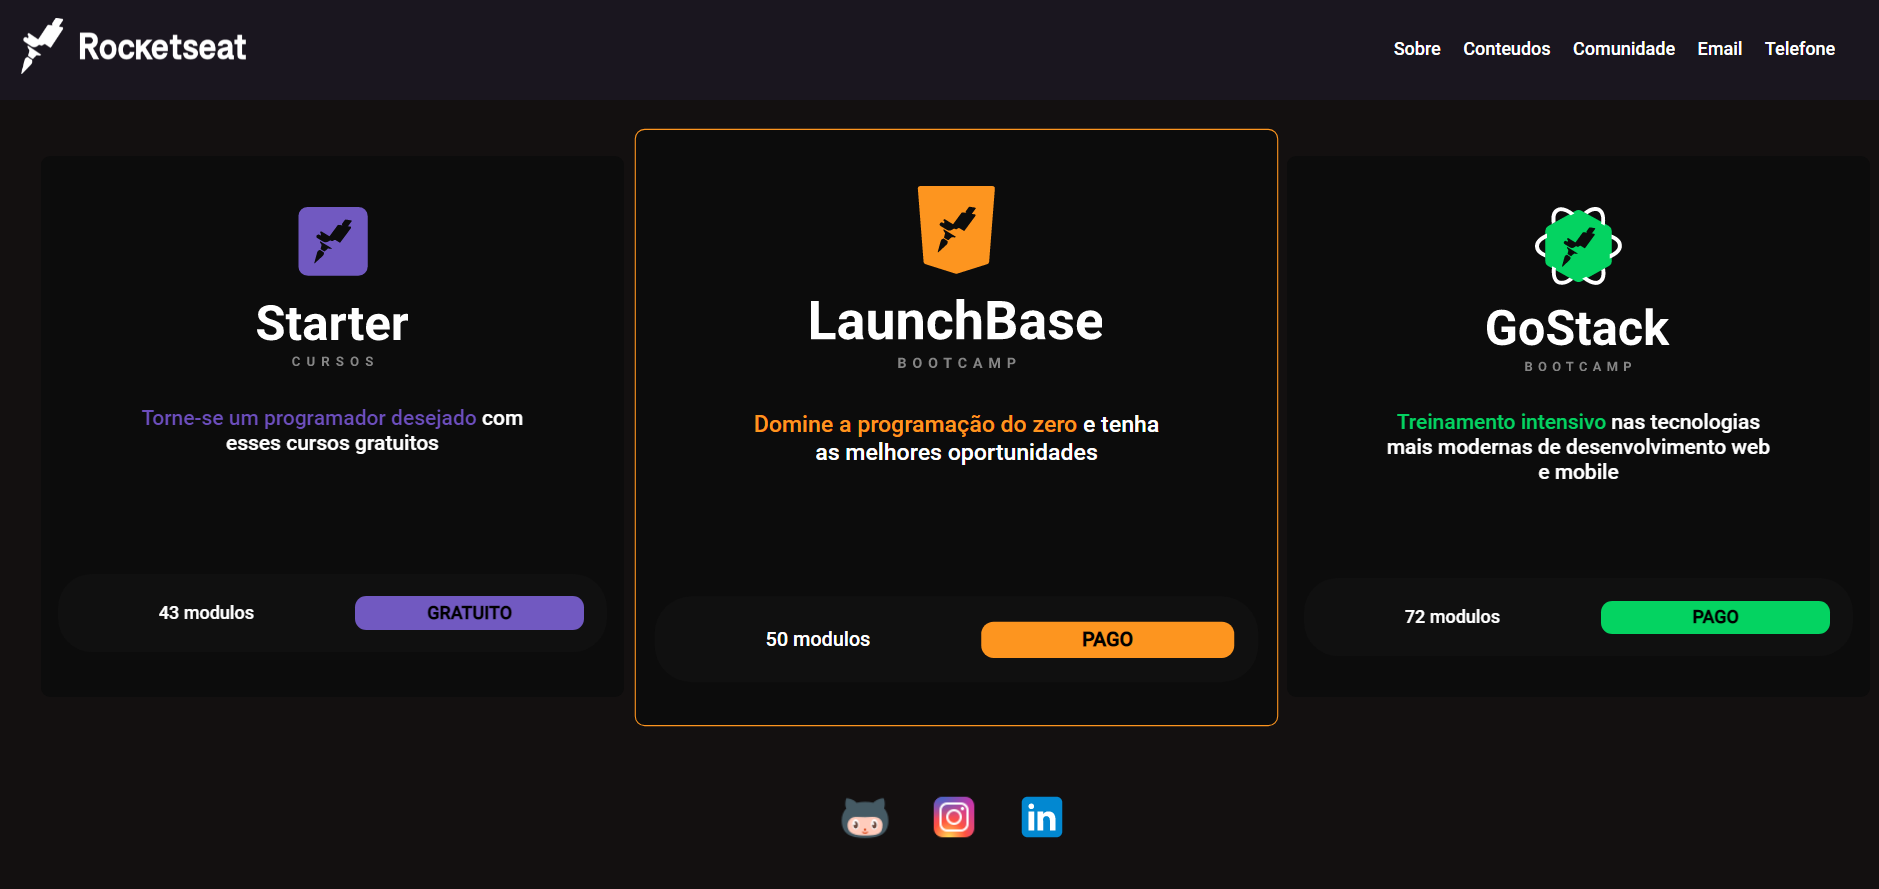 Rocketseat
Sobre Conteudos Comunidade Email Telefone
Starter
CURSOS
Torne-se um programador desejado com
esses cursos gratuitos
43 modulos
GRATUITO
LaunchBase
BOOTCAMP
Domine a programação do zero e tenha
as melhores oportunidades
50 modulos
PAGO
GoStack
BOOTCAMP
Treinamento intensivo nas tecnologias
mais modernas de desenvolvimento web
e mobile
72 modulos
PAGO
in